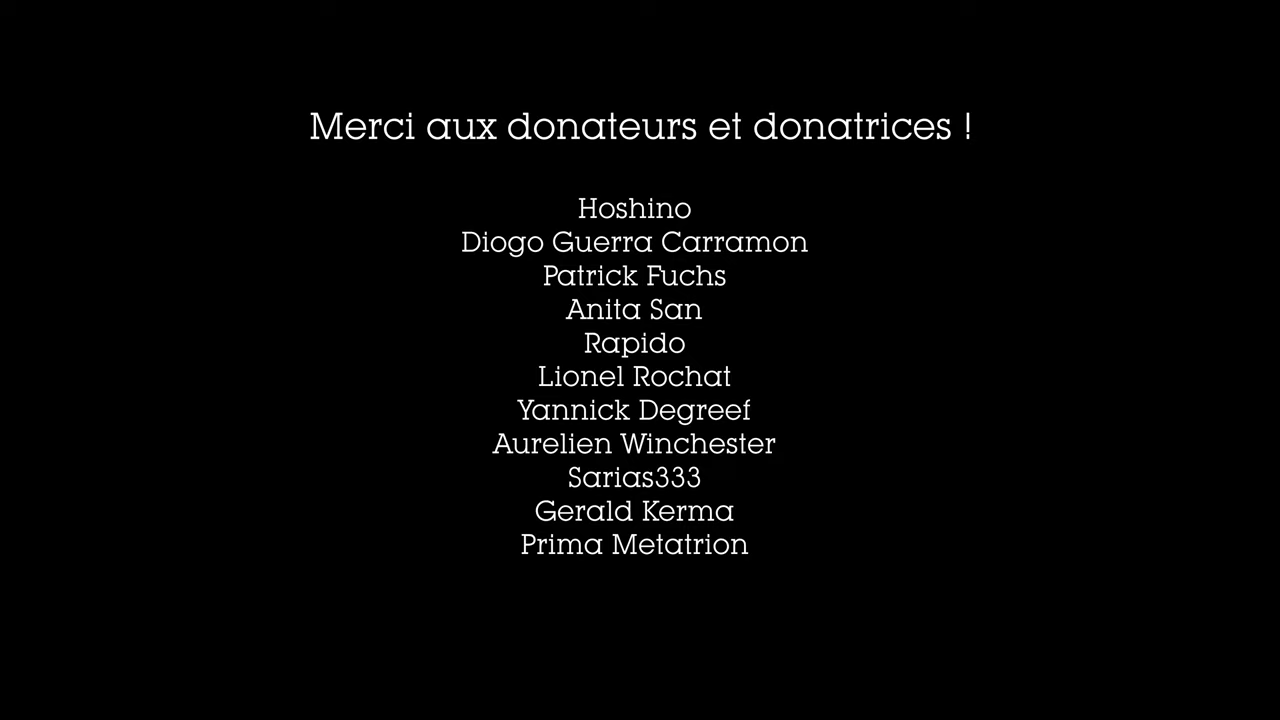 Merci aux donateurs et donatrices !
Hoshino
Diogo Guerra Carramon
Patrick Fuchs
Anita San
Rapido
Lionel Rochat
Yannick Degreef
Aurelien Winchester
Sarias333
Gerald Kerma
Prima Metatrion